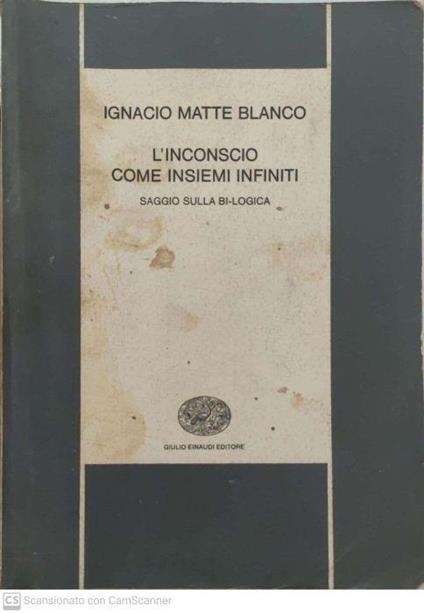 IGNACIO MATTE BLANCO
L'INCONSCIO
COME INSIEMI INFINITI
SAGGIO SULLA BI-LOGICA
GIULIO EINAUDI EDITORE
CS Scansionato con CamScanner